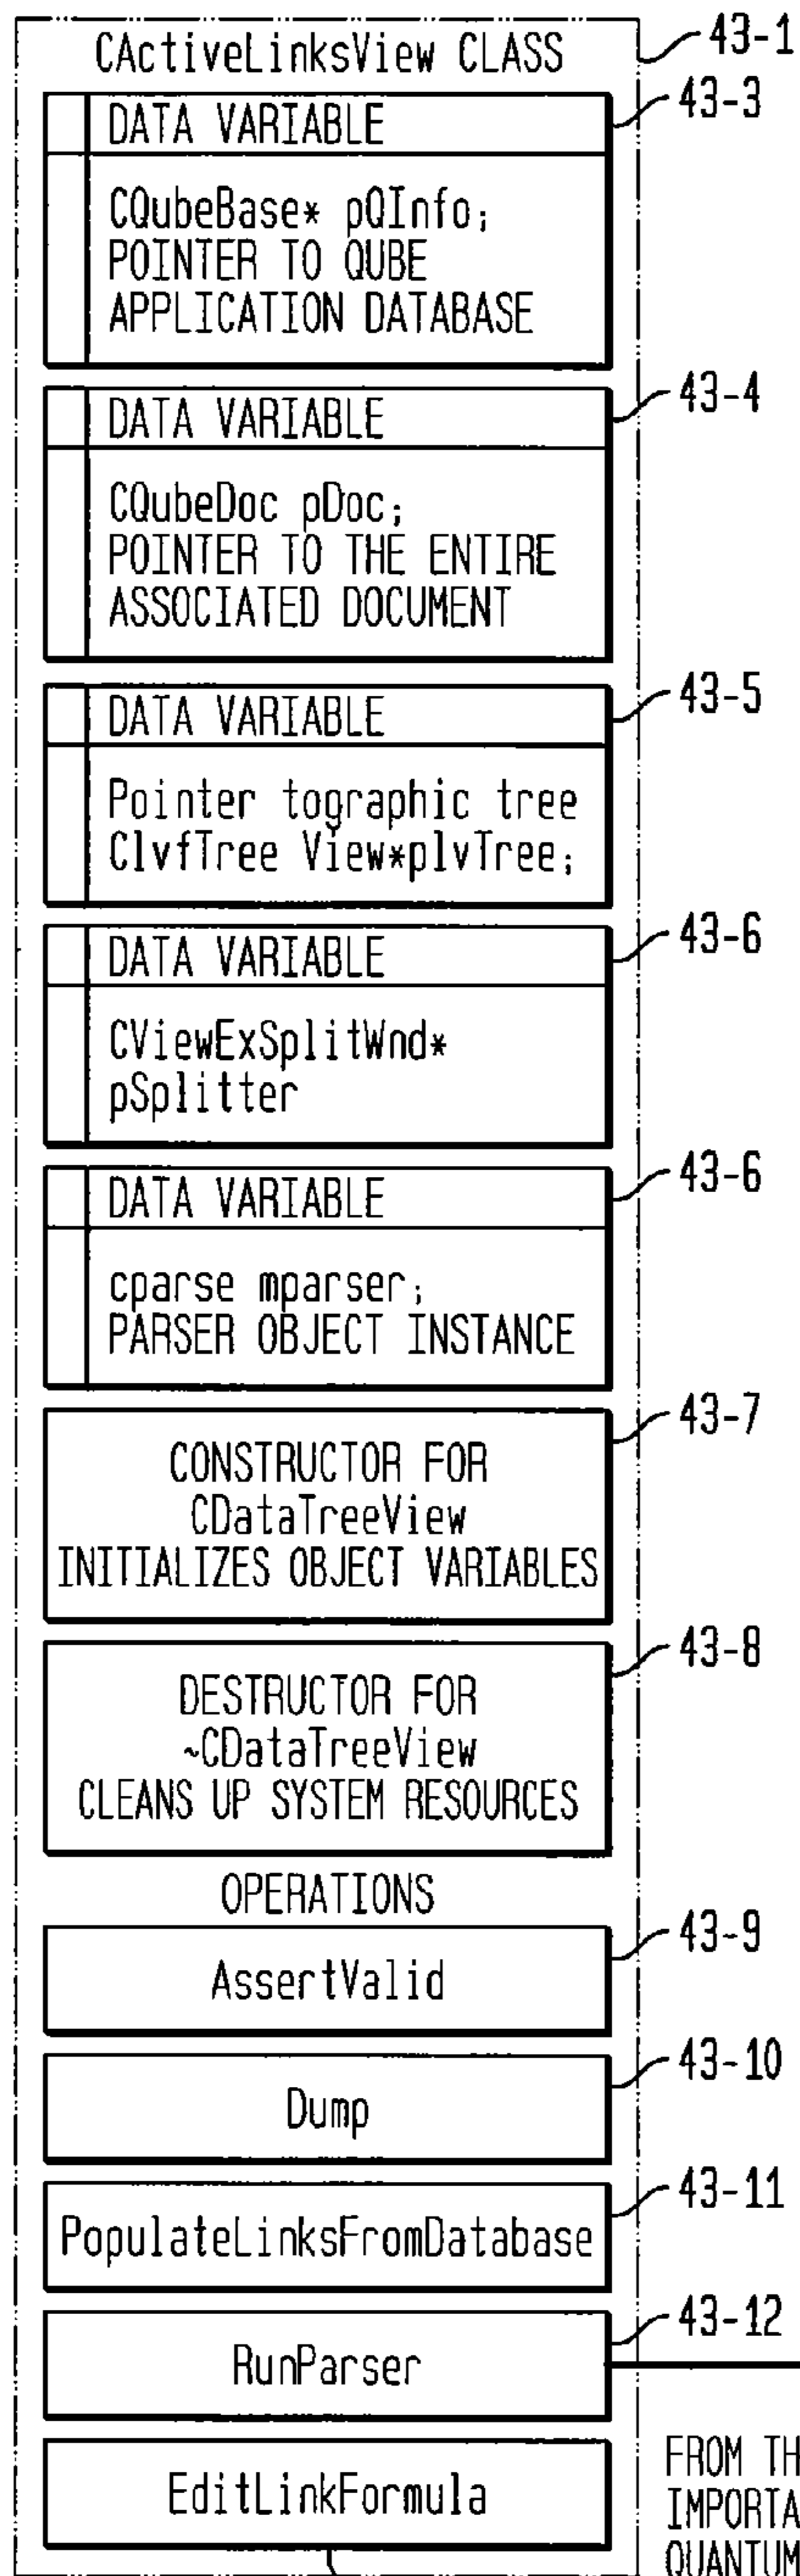 CActiveLinksView CLASS
43-1
43-3
DATA VARIABLE
CQubeBase* pQInfo;
POINTER TO QUBE
APPLICATION DATABASE
43-4
DATA VARIABLE
CQubeDoc pDoc;
POINTER TO THE ENTIRE
ASSOCIATED DOCUMENT
43-5
DATA VARIABLE
Pointer tographic tree
ClvfTree View*plvTree;
43-6
DATA VARIABLE
CViewExSplitWnd*
pSplitter
43-6
DATA VARIABLE
cparse mparser;
PARSER OBJECT INSTANCE
43-7
CONSTRUCTOR FOR
CDataTreeView
INITIALIZES OBJECT VARIABLES
43-8
DESTRUCTOR FOR
~CDataTreeView
CLEANS UP SYSTEM RESOURCES
OPERATIONS
43-9
AssertValid
43-10
Dump
43-11
PopulateLinksFromDatabase
43-12
RunParser
EditLinkFormula
FROM TH
IMPORTA
QUANTUM